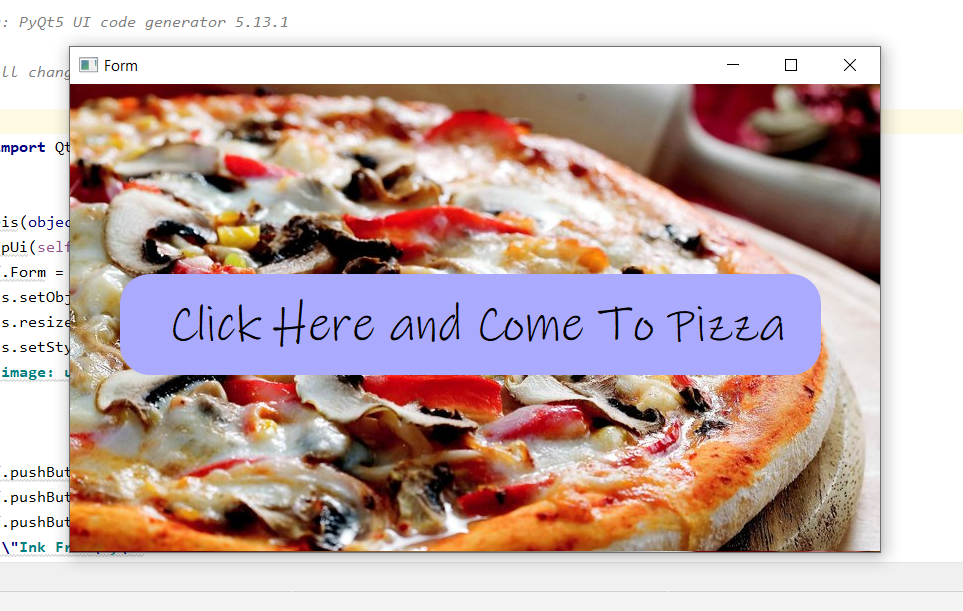 : PyQt5 UI code generator 5.13.1
ll chang
Form
mport Qt
is(objec
pUi(self
.Form =
s.setObj
s.resize
s.setSty
image: u
Click Here and Come To Pizza
.pushBut
.pushBut
.pushBut
\"Ink Fr